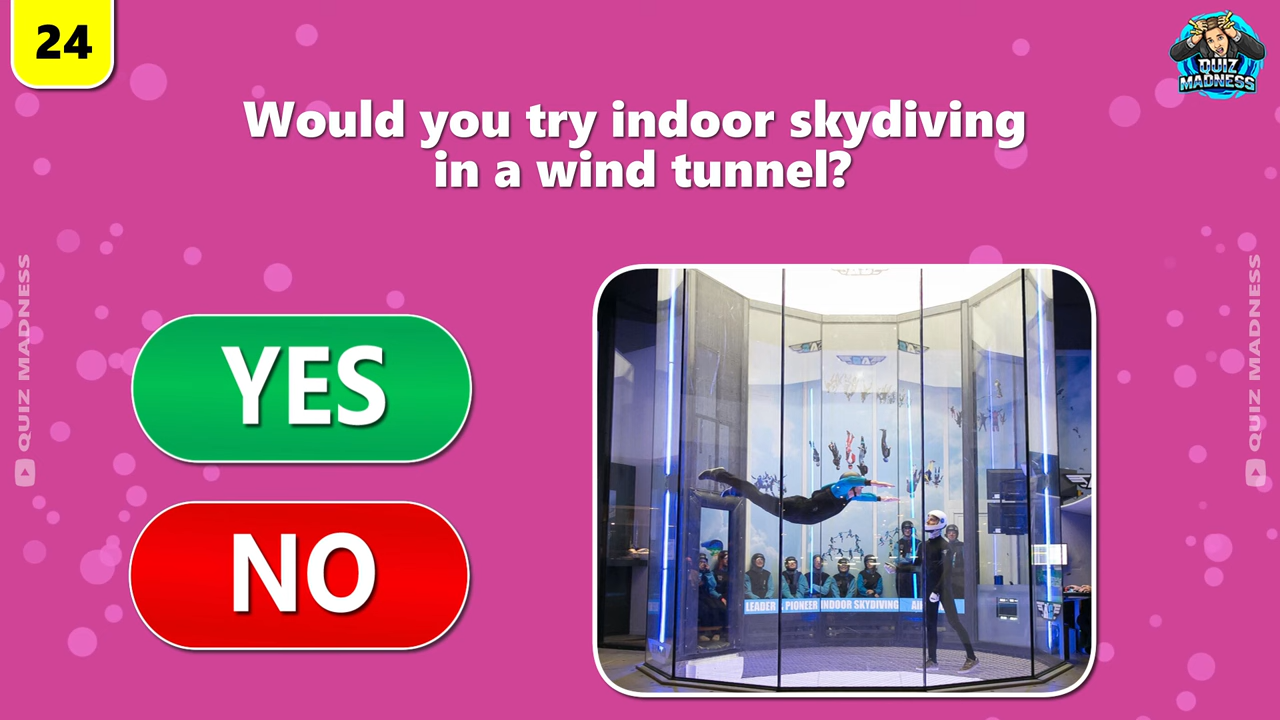 24
QUIZ
MADNESS
Would you try indoor skydiving
in a wind tunnel?
YES
NO
LEADER & PIONEER INDOOR SKYDIVING
QUIZ MADNESS
QUIZ MADNESS